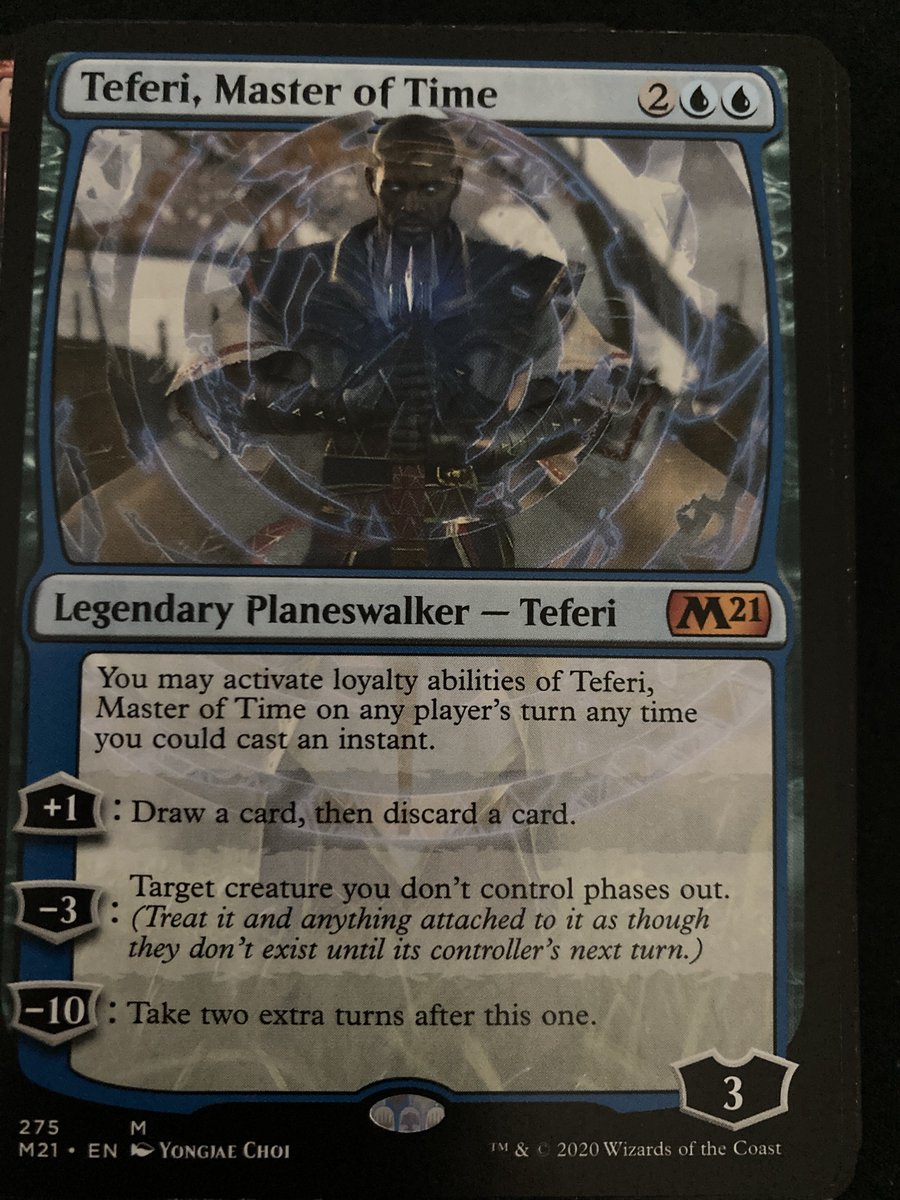 Teferi, Master of Time 2
Legendary Planeswalker — Teferi M21
You may activate loyalty abilities of Teferi,
Master of Time on any player's turn any time
you could cast an instant.
+1 : Draw a card, then discard a card.
−3 : Target creature you don't control phases out.
(Treat it and anything attached to it as though
they don't exist until its controller's next turn.)
−10 : Take two extra turns after this one.
3
275 M
M21 • EN Yongjae Choi ™ & © 2020 Wizards of the Coast